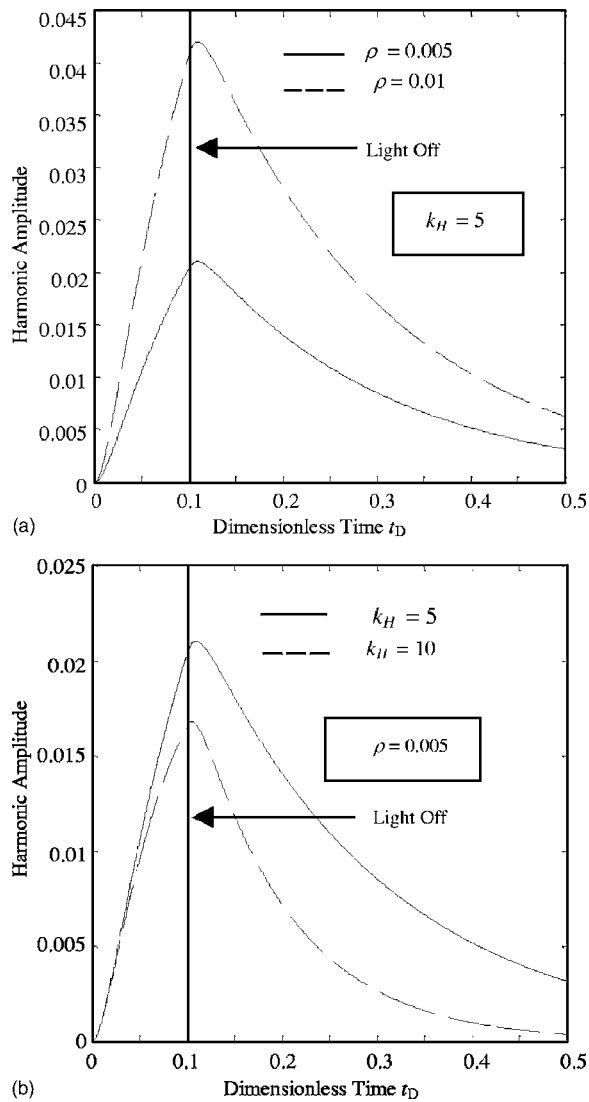 0.045
0.04
0.035
0.03
0.025
0.02
0.015
0.01
0.005
0
Harmonic Amplitude
ρ = 0.005
ρ = 0.01
Light Off
k_H = 5
0 0.1 0.2 0.3 0.4 0.5
(a)
Dimensionless Time t_D
0.025
0.02
0.015
0.01
0.005
0
Harmonic Amplitude
k_H = 5
k_H = 10
ρ = 0.005
Light Off
0 0.1 0.2 0.3 0.4 0.5
(b)
Dimensionless Time t_D